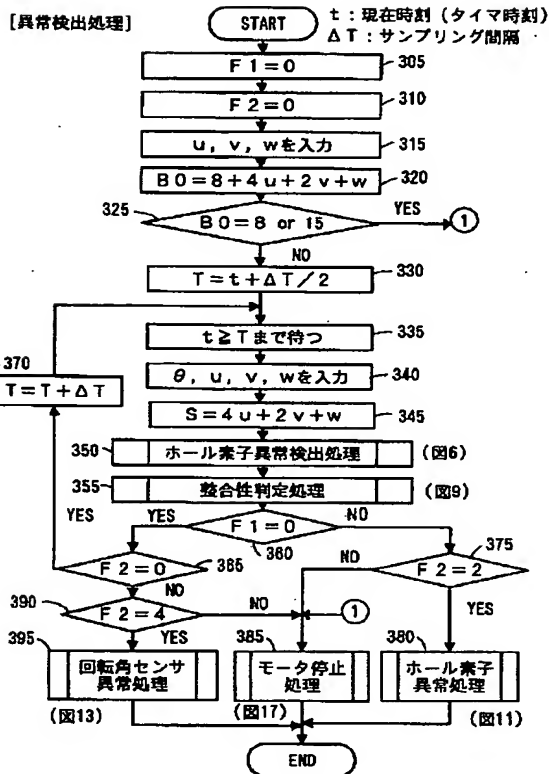 [異常検出処理]
START
t：現在時刻（タイマ時刻）
ΔT：サンプリング間隔
F1=0
305
F2=0
310
u，v，wを入力
315
B0=8+4u+2v+w
320
325
B0=8 or 15
YES
①
NO
T=t+ΔT/2
330
t≧Tまで待つ
335
370
T=T+ΔT
θ，u，v，wを入力
340
S=4u+2v+w
345
350
ホール素子異常検出処理
(図6)
355
整合性判定処理
(図9)
YES
YES
F1=0
NO
360
375
F2=0
365
NO
F2=2
NO
YES
390
F2=4
NO
①
YES
395
回転角センサ
異常処理
(図13)
385
モータ停止
処理
(図17)
380
ホール素子
異常処理
(図11)
END